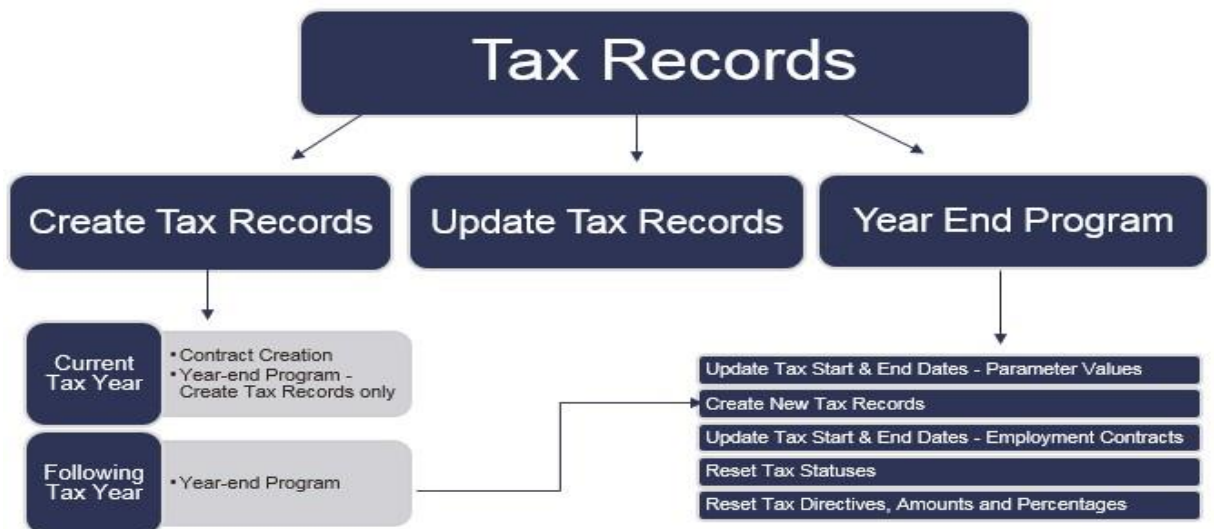 Tax Records
Create Tax Records
Update Tax Records
Year End Program
Current
Tax Year
• Contract Creation
• Year-end Program -
Create Tax Records only
Following
Tax Year
• Year-end Program
Update Tax Start & End Dates - Parameter Values
Create New Tax Records
Update Tax Start & End Dates - Employment Contracts
Reset Tax Statuses
Reset Tax Directives, Amounts and Percentages